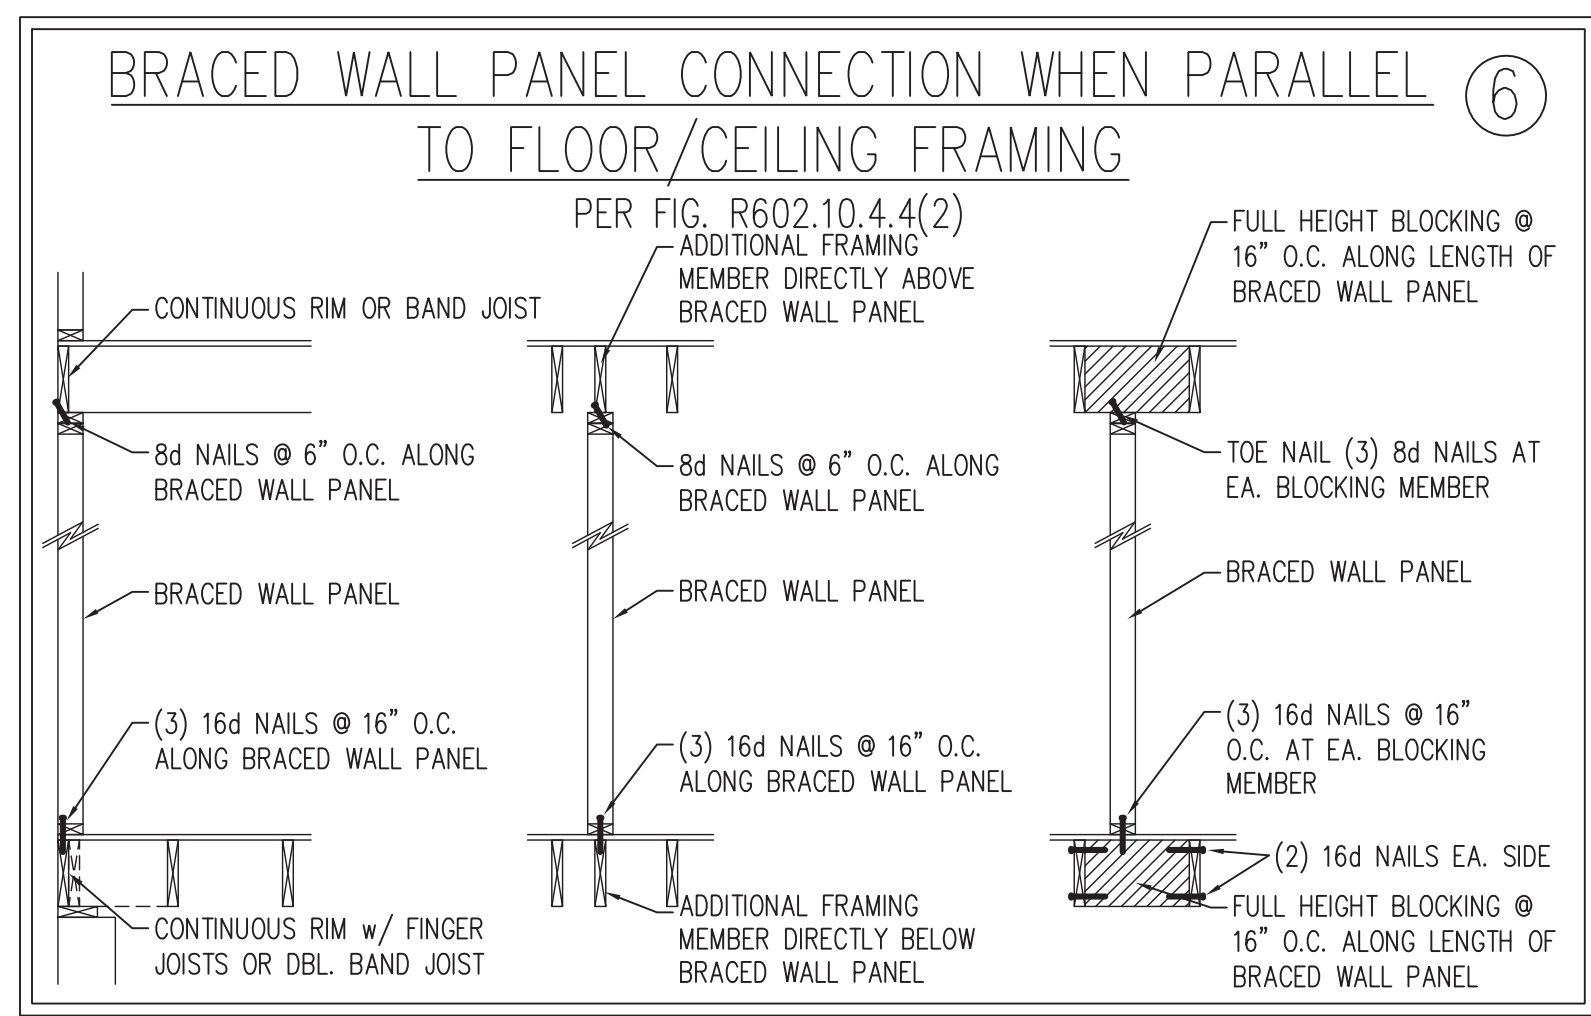 BRACED WALL PANEL CONNECTION WHEN PARALLEL
6
TO FLOOR/CEILING FRAMING
PER FIG. R602.10.4.4(2)
CONTINUOUS RIM OR BAND JOIST
8d NAILS @ 6" O.C. ALONG
BRACED WALL PANEL
BRACED WALL PANEL
(3) 16d NAILS @ 16" O.C.
ALONG BRACED WALL PANEL
CONTINUOUS RIM w/ FINGER
JOISTS OR DBL. BAND JOIST
ADDITIONAL FRAMING
MEMBER DIRECTLY ABOVE
BRACED WALL PANEL
8d NAILS @ 6" O.C. ALONG
BRACED WALL PANEL
BRACED WALL PANEL
(3) 16d NAILS @ 16" O.C.
ALONG BRACED WALL PANEL
ADDITIONAL FRAMING
MEMBER DIRECTLY BELOW
BRACED WALL PANEL
FULL HEIGHT BLOCKING @
16" O.C. ALONG LENGTH OF
BRACED WALL PANEL
TOE NAIL (3) 8d NAILS AT
EA. BLOCKING MEMBER
BRACED WALL PANEL
(3) 16d NAILS @ 16"
O.C. AT EA. BLOCKING
MEMBER
(2) 16d NAILS EA. SIDE
FULL HEIGHT BLOCKING @
16" O.C. ALONG LENGTH OF
BRACED WALL PANEL